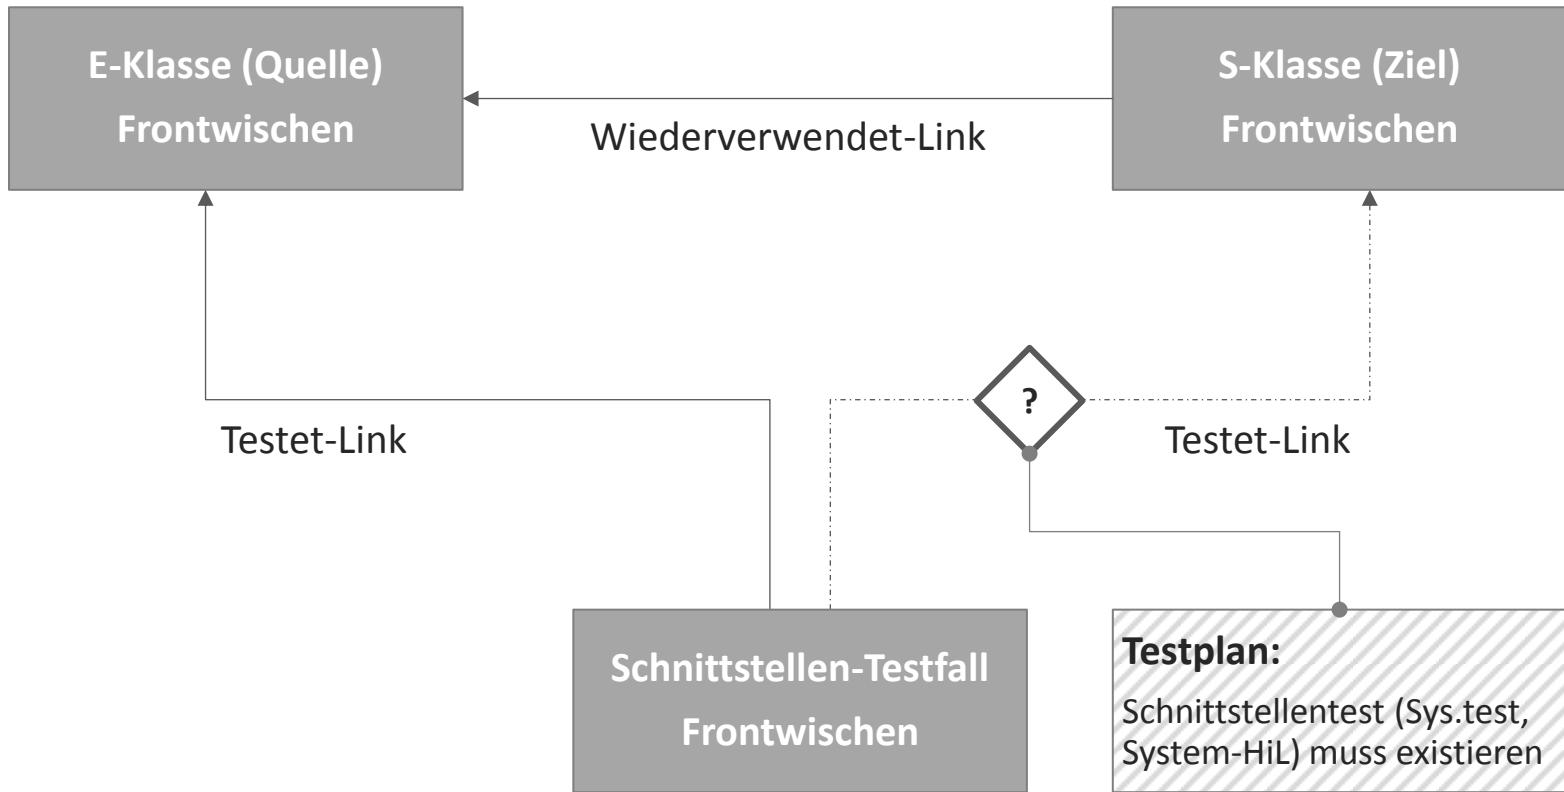 E-Klasse (Quelle)
Frontwischen
S-Klasse (Ziel)
Frontwischen
Wiederverwendet-Link
?
Testet-Link
Testet-Link
Schnittstellen-Testfall
Frontwischen
Testplan:
Schnittstellentest (Sys.test,
System-HiL) muss existieren